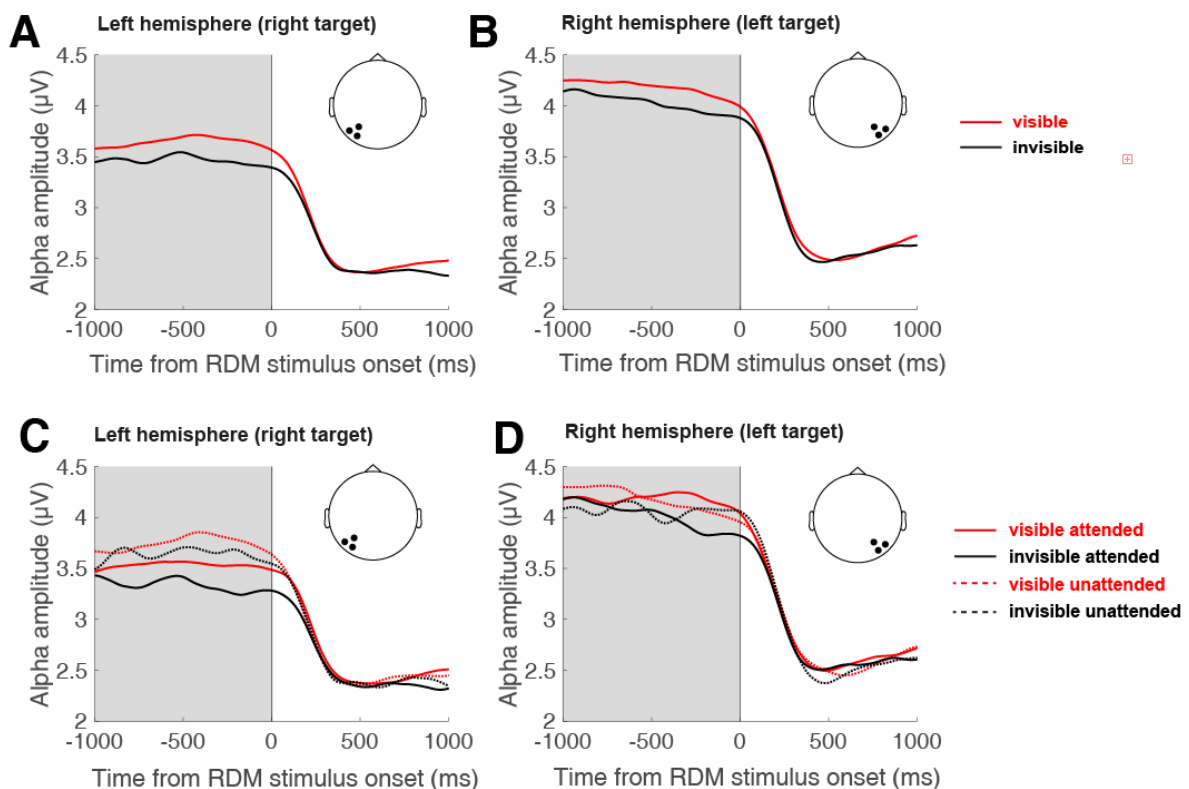 A
Left hemisphere (right target)
Alpha amplitude (µV)
4.5
4
3.5
3
2.5
2
-1000
-500
0
500
1000
Time from RDM stimulus onset (ms)
B
Right hemisphere (left target)
Alpha amplitude (µV)
4.5
4
3.5
3
2.5
2
-1000
-500
0
500
1000
Time from RDM stimulus onset (ms)
visible
invisible
C
Left hemisphere (right target)
Alpha amplitude (µV)
4.5
4
3.5
3
2.5
2
-1000
-500
0
500
1000
Time from RDM stimulus onset (ms)
D
Right hemisphere (left target)
Alpha amplitude (µV)
4.5
4
3.5
3
2.5
2
-1000
-500
0
500
1000
Time from RDM stimulus onset (ms)
visible attended
invisible attended
visible unattended
invisible unattended